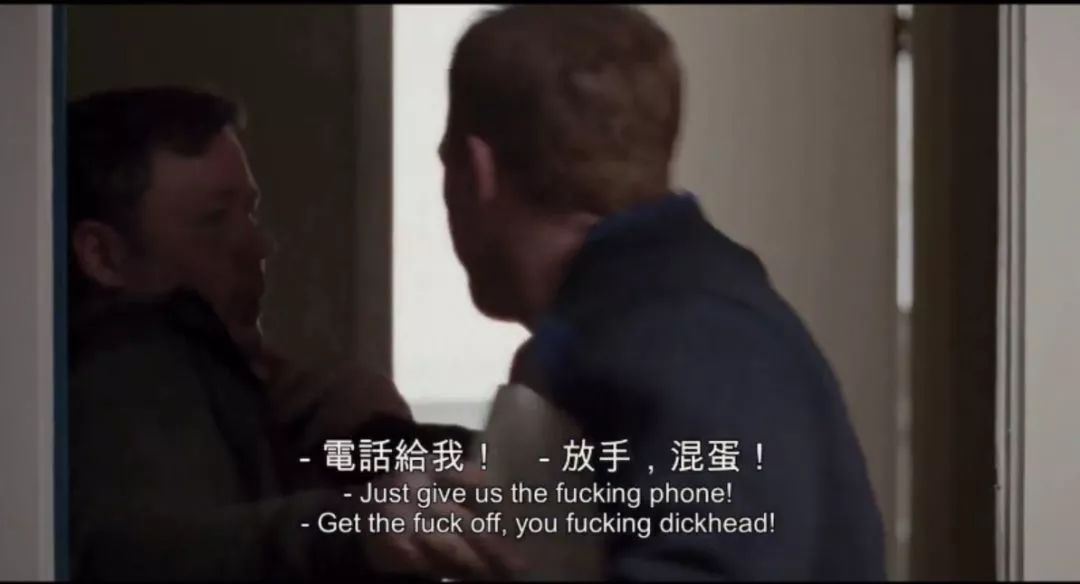 - 電話給我！ - 放手，混蛋！
- Just give us the fucking phone!
- Get the fuck off, you fucking dickhead!